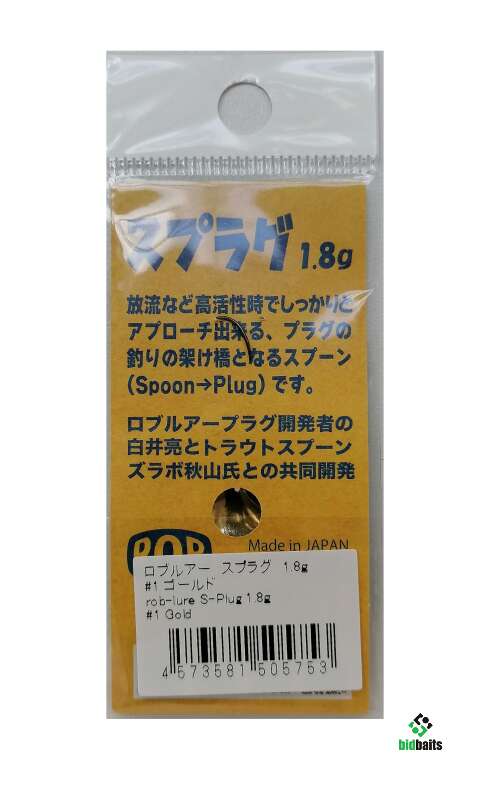 スプラグ 1.8g
放流など高活性時でしっかりと
アプローチ出来る、プラグの
釣りの架け橋となるスプーン
(Spoon→Plug)です。
ロブルアープラグ開発者の
白井亮とトラウトスプーン
ズラボ秋山氏との共同開発
ROB
Made in JAPAN
ロブルアー スプラグ 1.8g
#1 ゴールド
rob-lure S-Plug 1.8g
#1 Gold
4 573581 505753
bidbaits